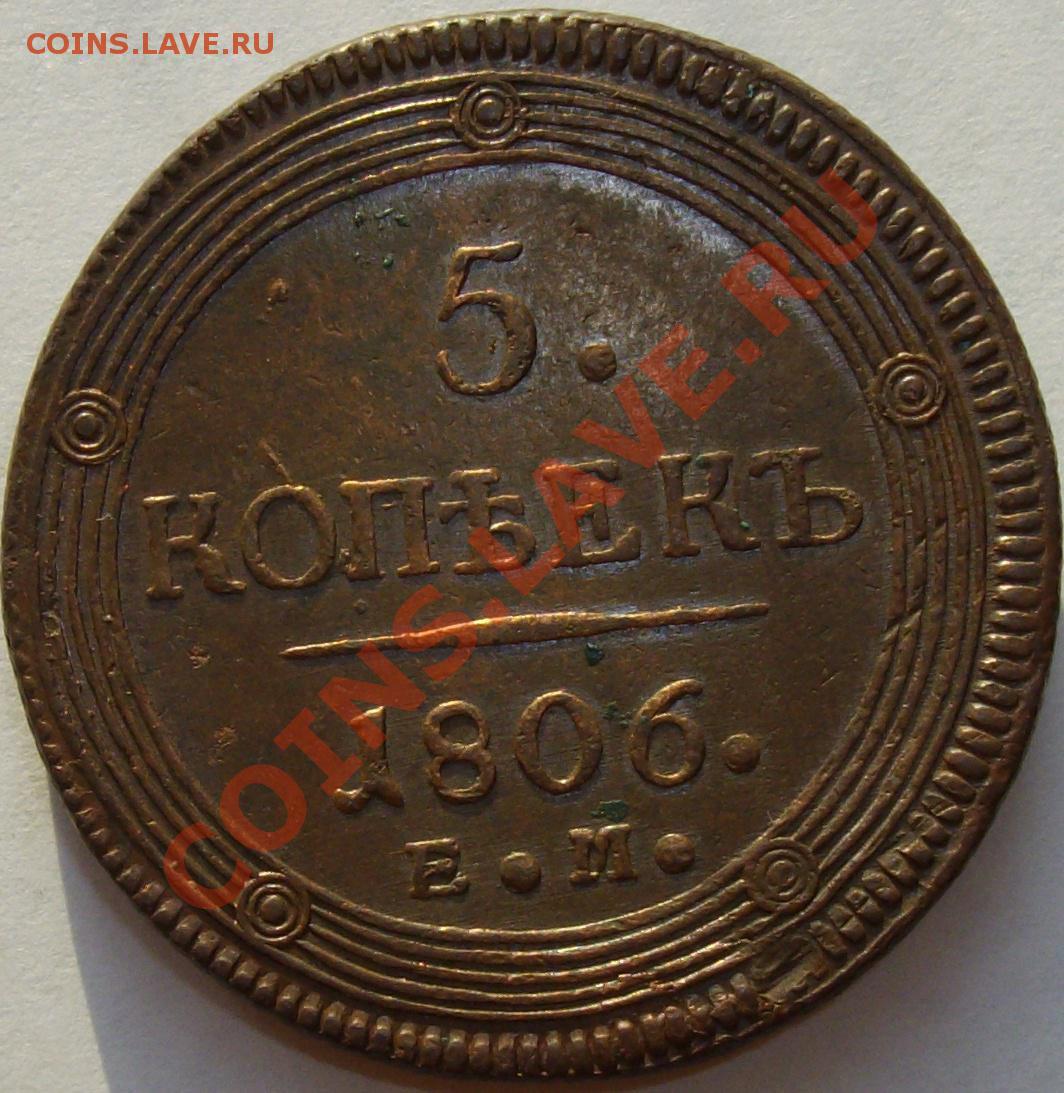 COINS.LAVE.RU
5.
КОПѢЕКЪ
1806.
Е. М.
COINS.LAVE.RU